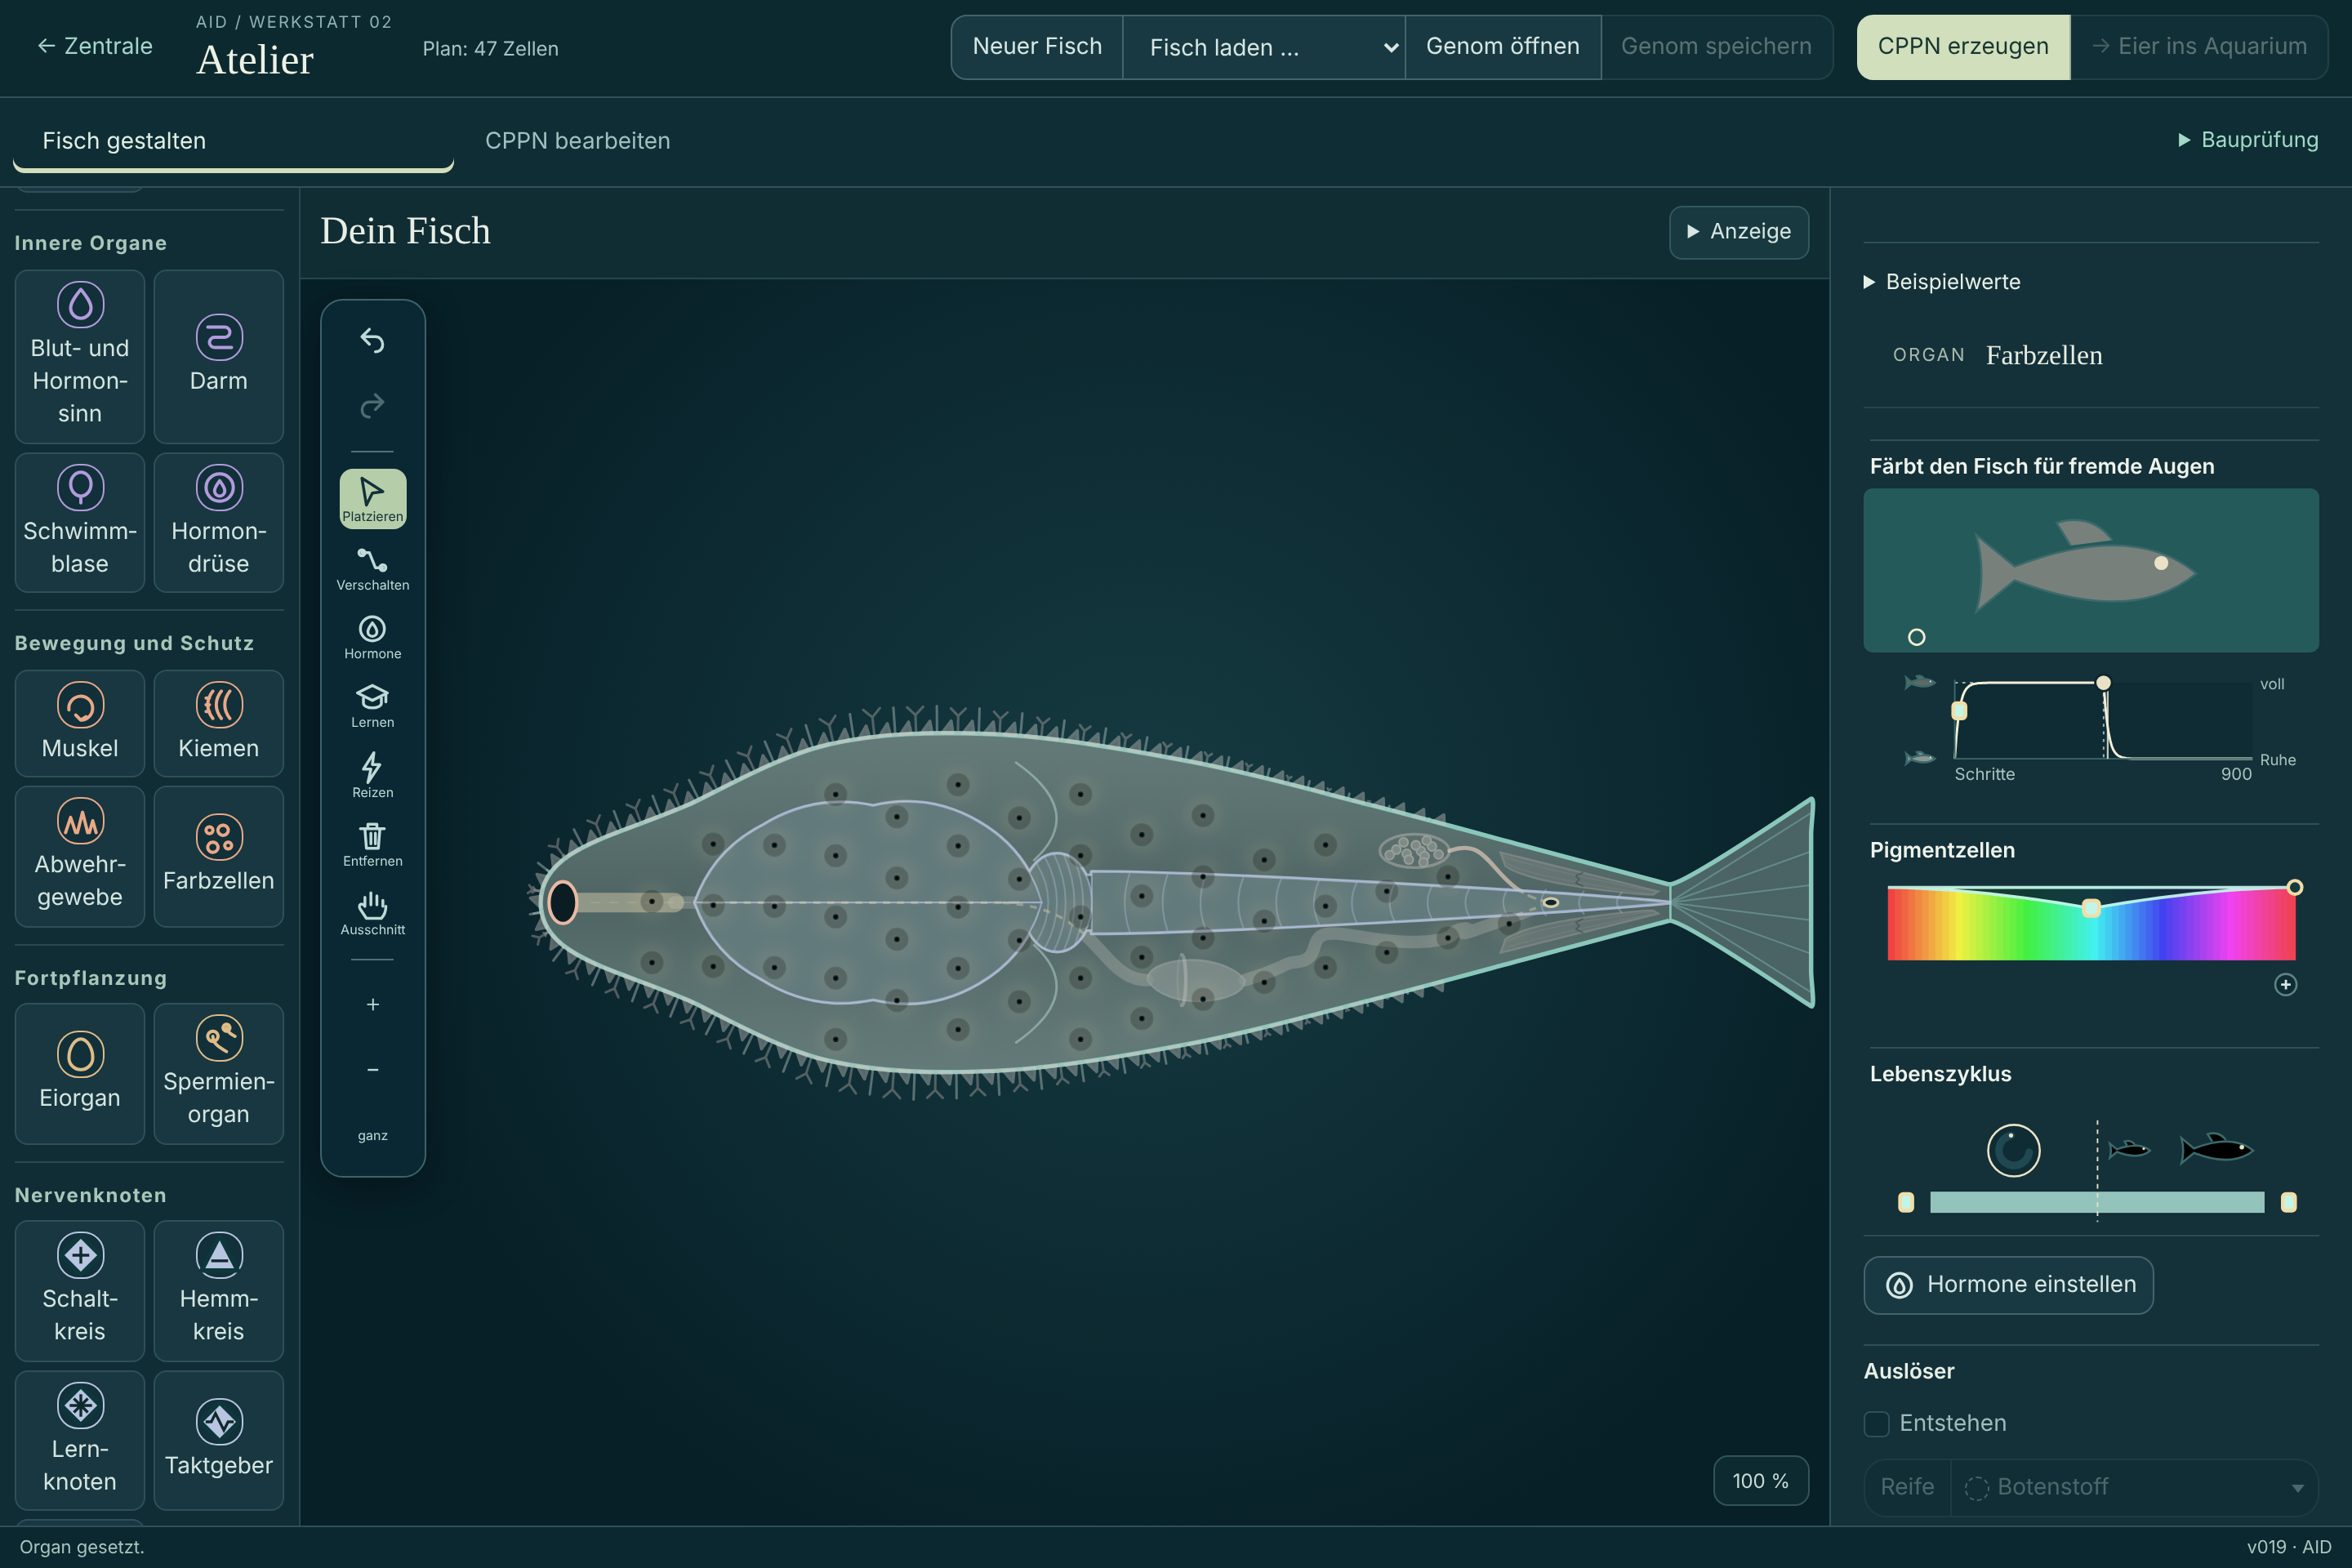 ← Zentrale
AID / WERKSTATT 02
Atelier
Plan: 47 Zellen
Neuer Fisch
Fisch laden ...
Genom öffnen
Genom speichern
CPPN erzeugen
→ Eier ins Aquarium
Fisch gestalten
CPPN bearbeiten
Bauprüfung
Innere Organe
Blut- und
Hormon-
sinn
Darm
Schwimm-
blase
Hormon-
drüse
Bewegung und Schutz
Muskel
Kiemen
Abwehr-
gewebe
Farbzellen
Fortpflanzung
Eiorgan
Spermien-
organ
Nervenknoten
Schalt-
kreis
Hemm-
kreis
Lern-
knoten
Taktgeber
Dein Fisch
Anzeige
Platzieren
Verschalten
Hormone
Lernen
Reizen
Entfernen
Ausschnitt
+
−
ganz
100 %
Beispielwerte
ORGAN Farbzellen
Färbt den Fisch für fremde Augen
voll
Ruhe
Schritte
900
Pigmentzellen
Lebenszyklus
Hormone einstellen
Auslöser
Entstehen
Reife
Botenstoff
Organ gesetzt.
v019 · AID